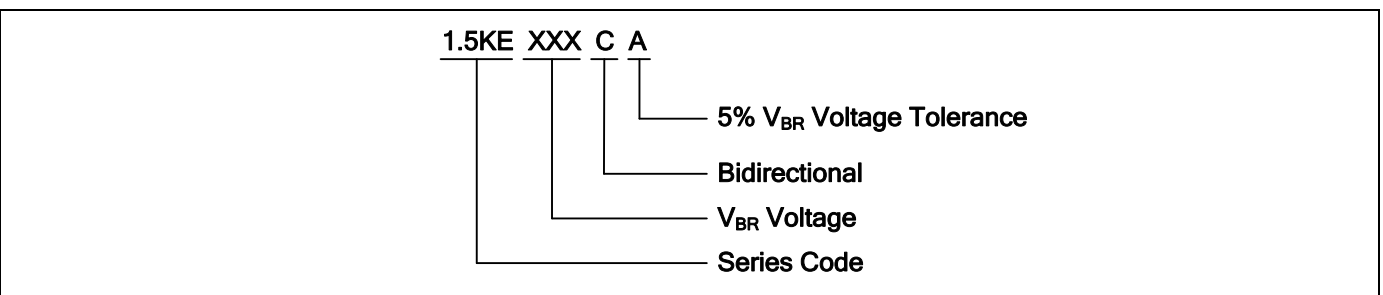 1.5KE XXX C A
5% VBR Voltage Tolerance
Bidirectional
VBR Voltage
Series Code